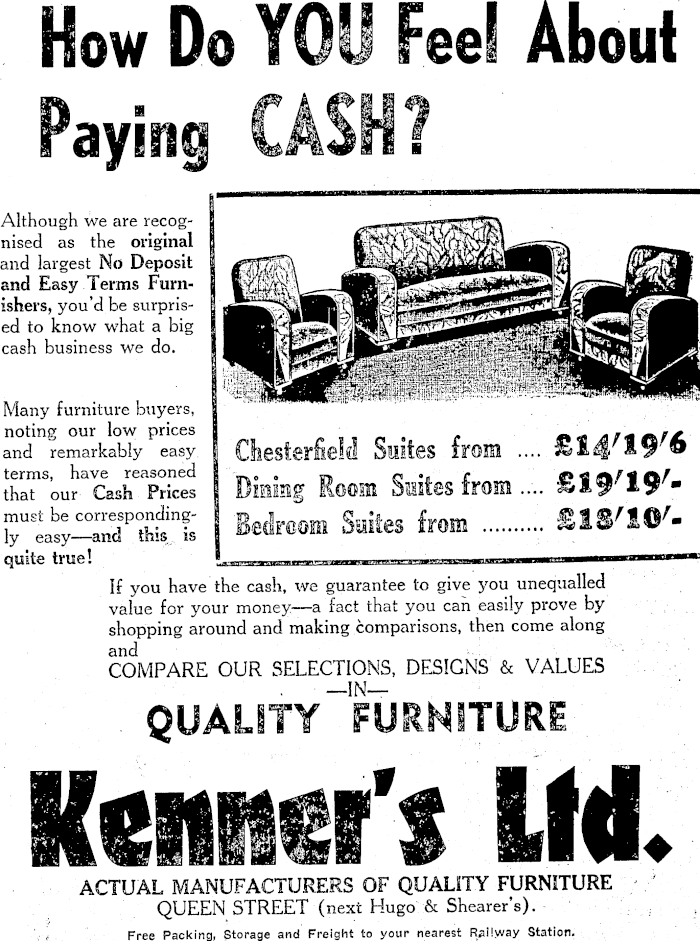 How Do YOU Feel About
Paying CASH?
Although we are recog-
nised as the original
and largest No Deposit
and Easy Terms Furn-
ishers, you'd be surpris-
ed to know what a big
cash business we do.
Many furniture buyers,
noting our low prices
and remarkably easy
terms, have reasoned
that our Cash Prices
must be corresponding-
ly easy—and this is
quite true!
Chesterfield Suites from .... £14/19/6
Dining Room Suites from .... £19/19/-
Bedroom Suites from .......... £18/10/-
If you have the cash, we guarantee to give you unequalled
value for your money—a fact that you can easily prove by
shopping around and making comparisons, then come along
and
COMPARE OUR SELECTIONS, DESIGNS & VALUES
—IN—
QUALITY FURNITURE
Kenner's Ltd.
ACTUAL MANUFACTURERS OF QUALITY FURNITURE
QUEEN STREET (next Hugo & Shearer's).
Free Packing, Storage and Freight to your nearest Railway Station.